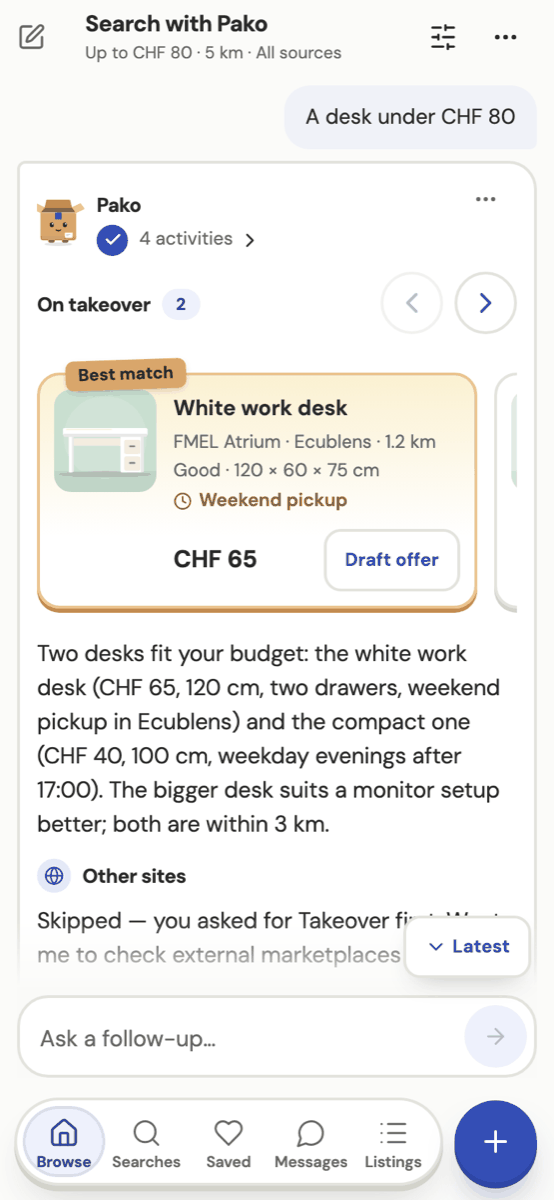 Search with Pako
Up to CHF 80 · 5 km · All sources
A desk under CHF 80
Pako
4 activities
On takeover 2
Best match
White work desk
FMEL Atrium · Ecublens · 1.2 km
Good · 120 × 60 × 75 cm
Weekend pickup
CHF 65
Draft offer
Two desks fit your budget: the white work
desk (CHF 65, 120 cm, two drawers, weekend
pickup in Ecublens) and the compact one
(CHF 40, 100 cm, weekday evenings after
17:00). The bigger desk suits a monitor setup
better; both are within 3 km.
Other sites
Skipped — you asked for Takeover
me to check external marketplaces
Latest
Ask a follow-up...
Browse
Searches
Saved
Messages
Listings